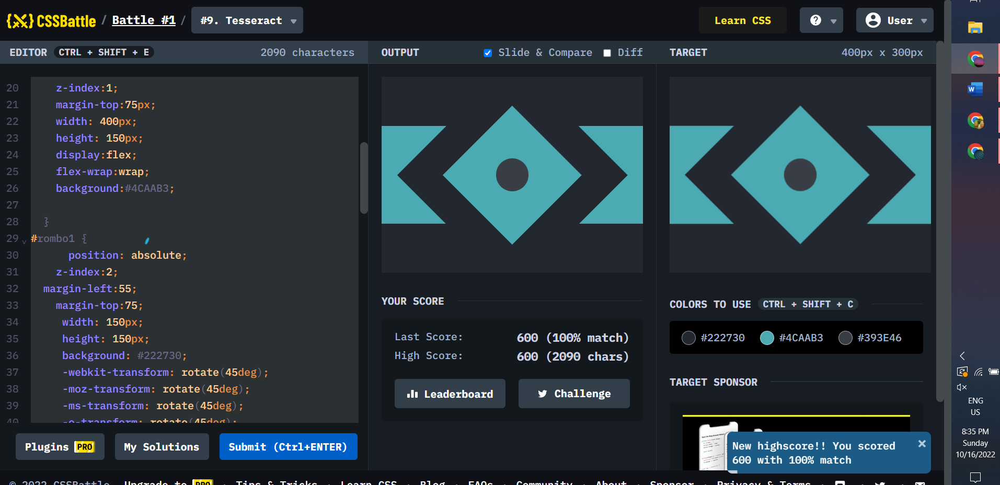 {X} CSSBattle / Battle #1 / #9. Tesseract
Learn CSS
?
User
EDITOR CTRL + SHIFT + E 2090 characters
OUTPUT Slide & Compare Diff
TARGET 400px x 300px
20 z-index:1;
21 margin-top:75px;
22 width: 400px;
23 height: 150px;
24 display:flex;
25 flex-wrap:wrap;
26 background:#4CAAB3;
27
28 }
29 #rombo1 {
30 position: absolute;
31 z-index:2;
32 margin-left:55;
33 margin-top:75;
34 width: 150px;
35 height: 150px;
36 background: #222730;
37 -webkit-transform: rotate(45deg);
38 -moz-transform: rotate(45deg);
39 -ms-transform: rotate(45deg);
40 -o-transform: rotate(45deg);
Plugins PRO
My Solutions
Submit (Ctrl+ENTER)
YOUR SCORE
Last Score: 600 (100% match)
High Score: 600 (2090 chars)
Leaderboard
Challenge
COLORS TO USE CTRL + SHIFT + C
#222730 #4CAAB3 #393E46
TARGET SPONSOR
New highscore!! You scored
600 with 100% match
© 2022 CSSBattle Upgrade to PRO · Tips & Tricks · Learn CSS · Blog · FAQs · Community · About · Sponsor · Privacy & Terms ·
W
ENG
US
8:35 PM
Sunday
10/16/2022